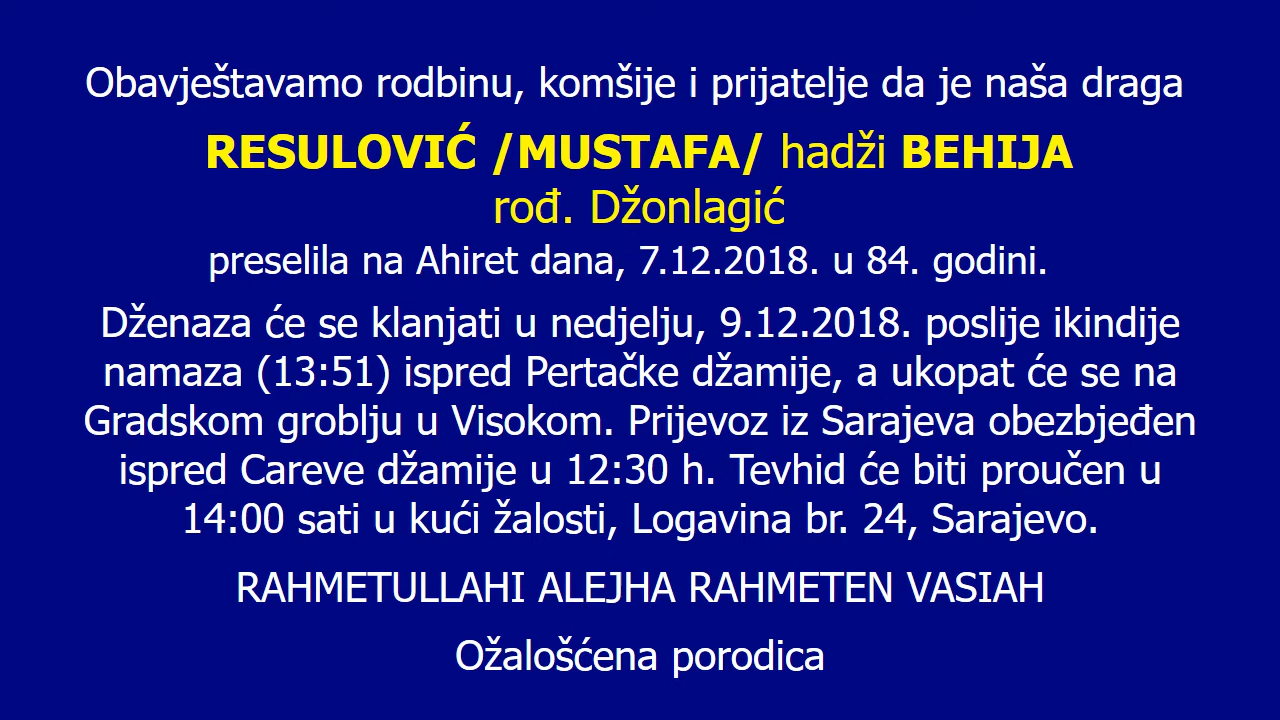 Obavještavamo rodbinu, komšije i prijatelje da je naša draga
RESULOVIĆ /MUSTAFA/ hadži BEHIJA
rođ. Džonlagić
preselila na Ahiret dana, 7.12.2018. u 84. godini.
Dženaza će se klanjati u nedjelju, 9.12.2018. poslije ikindije
namaza (13:51) ispred Pertačke džamije, a ukopat će se na
Gradskom groblju u Visokom. Prijevoz iz Sarajeva obezbjeđen
ispred Careve džamije u 12:30 h. Tevhid će biti proučen u
14:00 sati u kući žalosti, Logavina br. 24, Sarajevo.
RAHMETULLAHI ALEJHA RAHMETEN VASIAH
Ožalošćena porodica